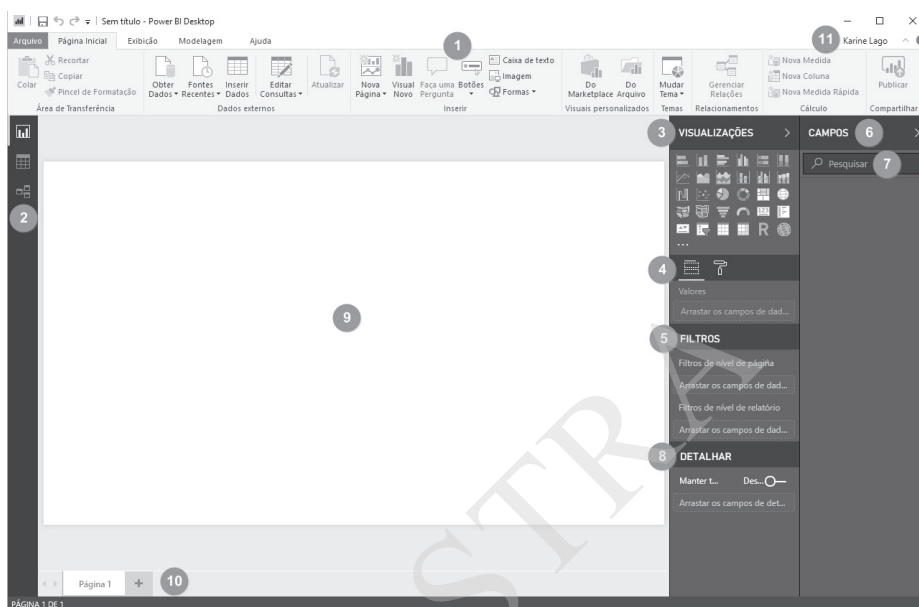 Sem título - Power BI Desktop
Arquivo Página Inicial Exibição Modelagem Ajuda
1
11 Karine Lago
Colar
Recortar
Copiar
Pincel de Formatação
Área de Transferência
Obter Dados
Fontes Recentes
Inserir Dados
Editar Consultas
Atualizar
Dados externos
Nova Página
Visual Novo
Faça uma Pergunta
Botões
Caixa de texto
Imagem
Formas
Inserir
Do Marketplace
Do Arquivo
Visuais personalizados
Mudar Tema
Temas
Gerenciar Relações
Relacionamentos
Nova Medida
Nova Coluna
Nova Medida Rápida
Cálculo
Publicar
Compartilhar
2
3 VISUALIZAÇÕES
R
...
4
Valores
Arrastar os campos de dad...
5 FILTROS
Filtros de nível de página
Arrastar os campos de dad...
Filtros de nível de relatório
Arrastar os campos de dad...
8 DETALHAR
Manter t... Des...
Arrastar os campos de det...
CAMPOS 6
Pesquisar 7
9
Página 1 + 10
PÁGINA 1 DE 1
STRA